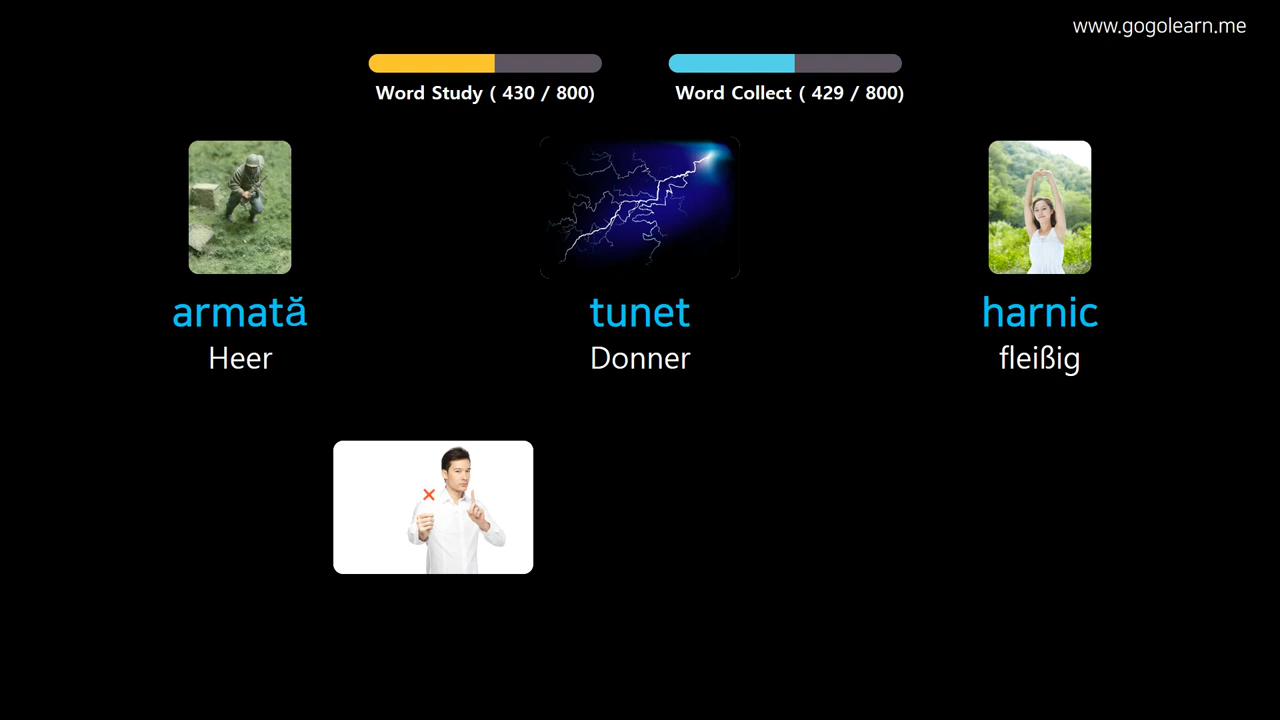 www.gogolearn.me
Word Study ( 430 / 800)
Word Collect ( 429 / 800)
armată
tunet
harnic
Heer
Donner
fleißig